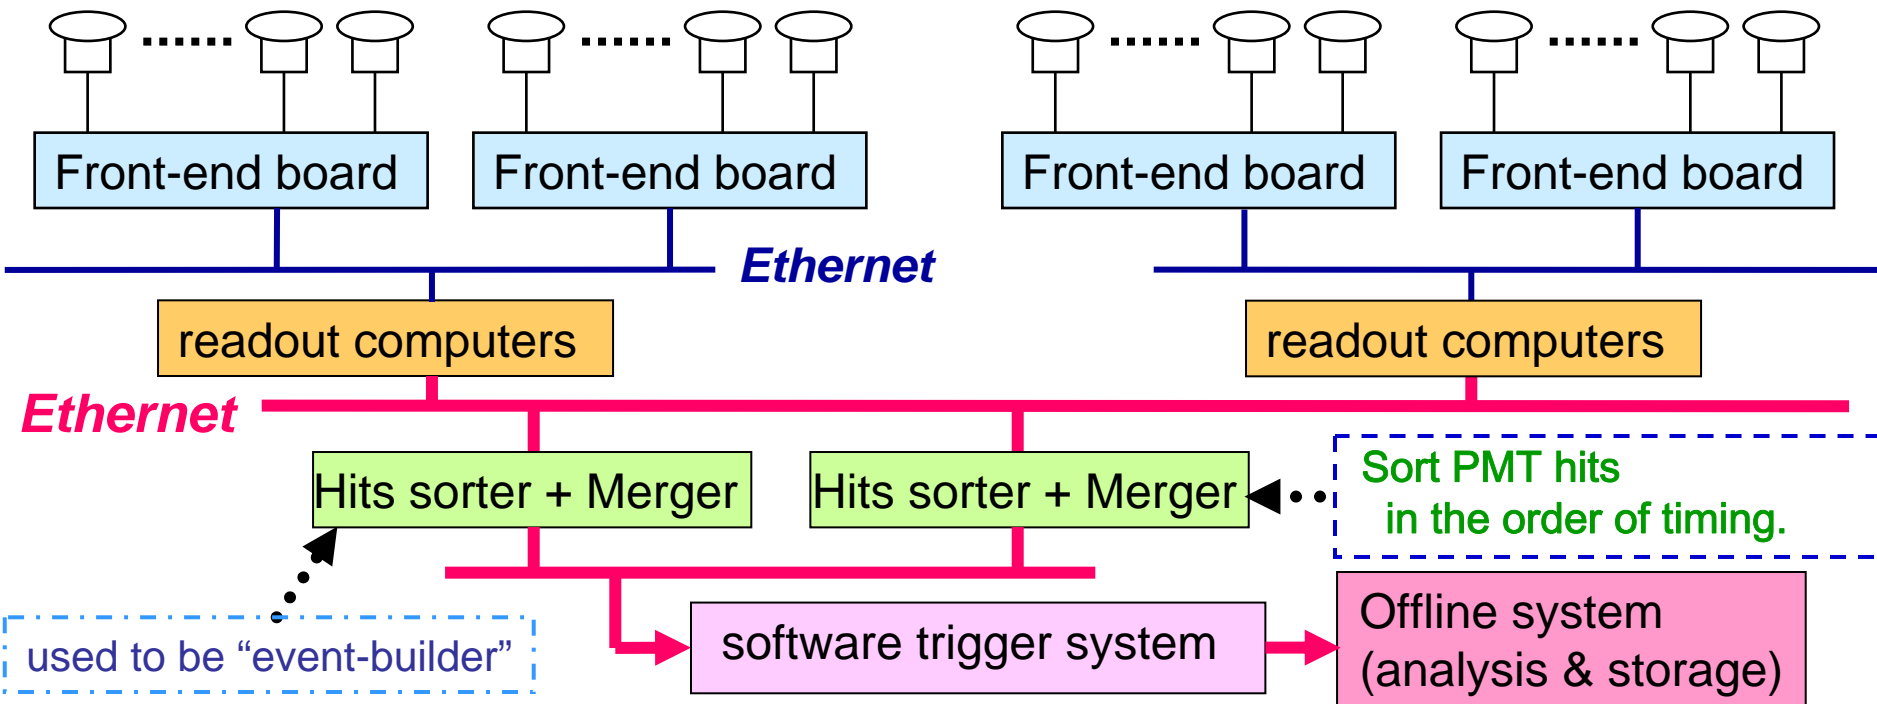 Front-end board
Front-end board
Front-end board
Front-end board
Ethernet
readout computers
readout computers
Ethernet
Hits sorter + Merger
Hits sorter + Merger
Sort PMT hits
in the order of timing.
used to be “event-builder”
software trigger system
Offline system
(analysis & storage)